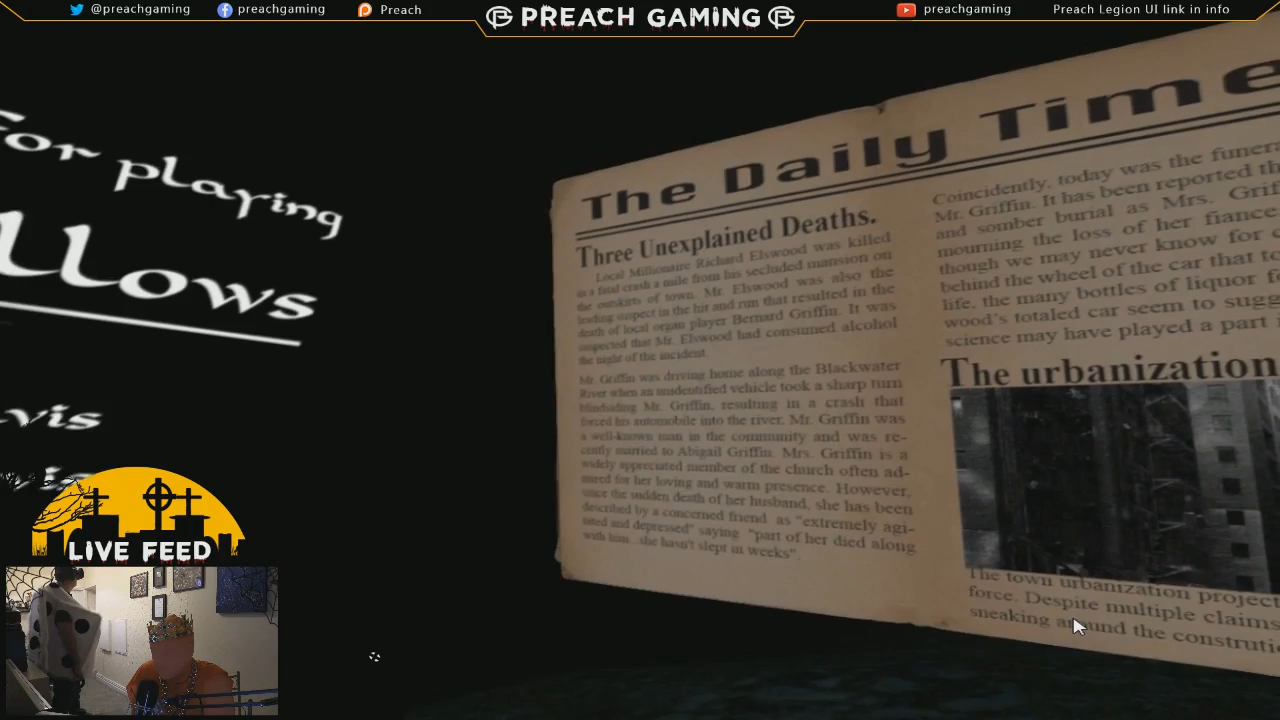 @preachgaming
preachgaming
Preach
PREACH GAMING
preachgaming
Preach Legion UI link in info
for playing
llows
vis
The Daily Time
Three Unexplained Deaths.
Local Millionaire Richard Elswood was killed
in a fatal crash a mile from his secluded mansion on
the outskirts of town. Mr. Elswood was also the
leading suspect in the hit and run that resulted in the
death of local organ player Bernard Griffin. It was
suspected that Mr. Elswood had consumed alcohol
the night of the incident.
Mr. Griffin was driving home along the Blackwater
River when an unidentified vehicle took a sharp turn
blindsiding Mr. Griffin, resulting in a crash that
forced his automobile into the river. Mr. Griffin was
a well-known man in the community and was re-
cently married to Abigail Griffin. Mrs. Griffin is a
widely appreciated member of the church often ad-
mired for her loving and warm presence. However,
since the sudden death of her husband, she has been
described by a concerned friend as "extremely agi-
tated and depressed" saying "part of her died along
with him...she hasn't slept in weeks".
Coincidently, today was the funera
Mr. Griffin. It has been reported th
and somber burial as Mrs. Grif
mourning the loss of her fiance
though we may never know for c
behind the wheel of the car that to
life, the many bottles of liquor f
wood's totaled car seem to sugg
science may have played a part i
The urbanization
The town urbanization project
force. Despite multiple claims
sneaking around the constructi
LIVE FEED